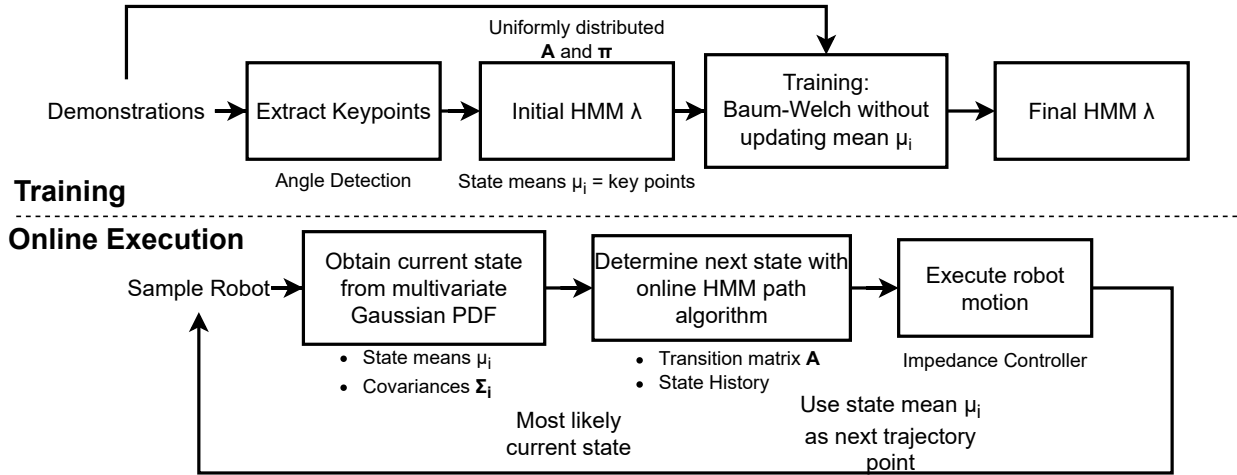 Uniformly distributed
A and π
Demonstrations
Extract Keypoints
Initial HMM λ
Training:
Baum-Welch without
updating mean μi
Final HMM λ
Angle Detection
State means μi = key points
Training
Online Execution
Sample Robot
Obtain current state
from multivariate
Gaussian PDF
Determine next state with
online HMM path
algorithm
Execute robot
motion
• State means μi
• Covariances Σi
• Transition matrix A
• State History
Impedance Controller
Most likely
current state
Use state mean μi
as next trajectory
point